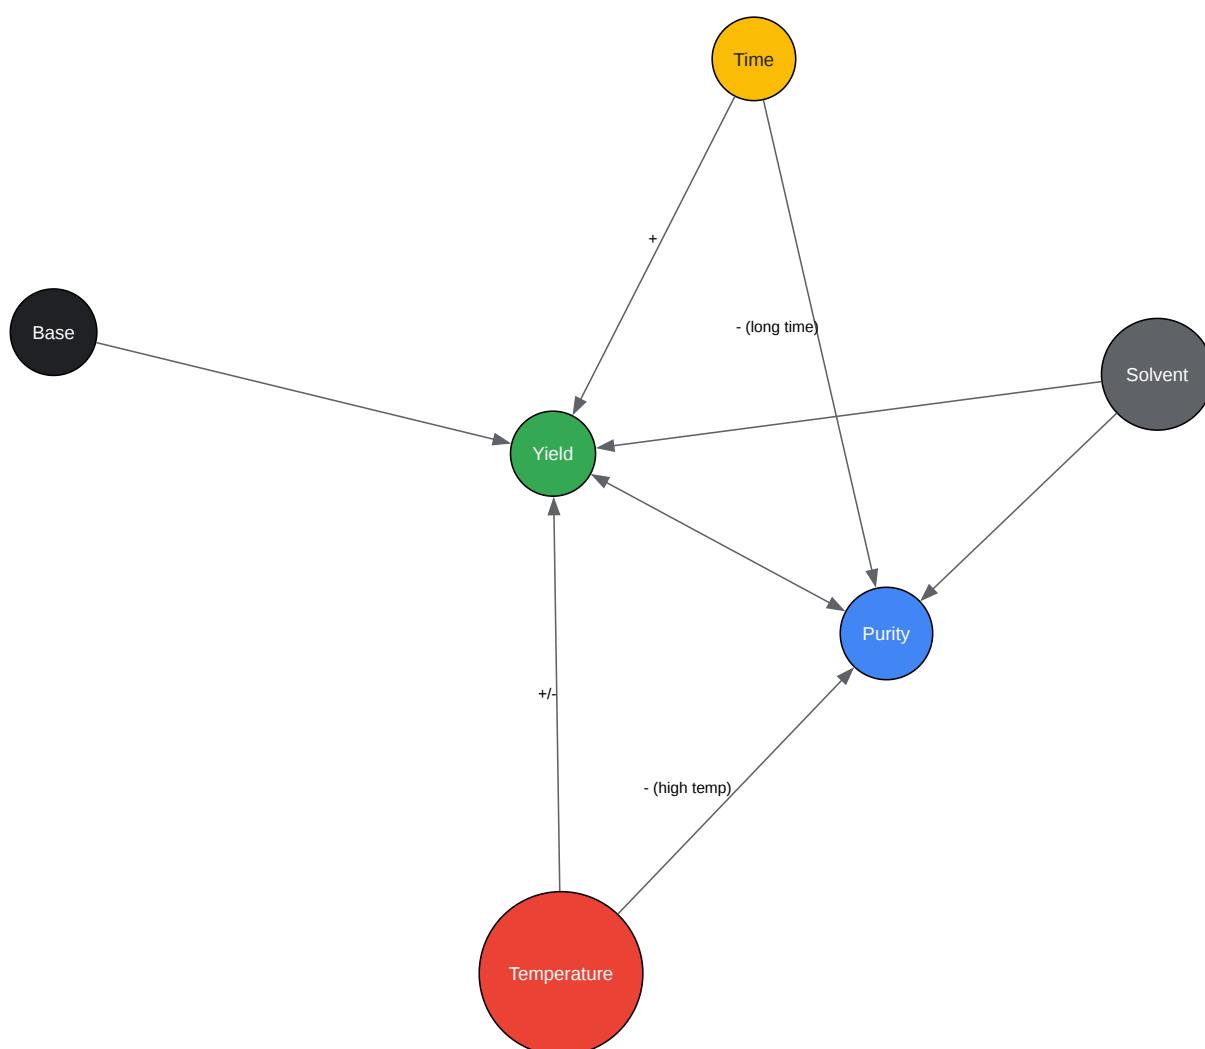 Time
+
- (long time)
Base
Solvent
Yield
Purity
+/-
- (high temp)
Temperature